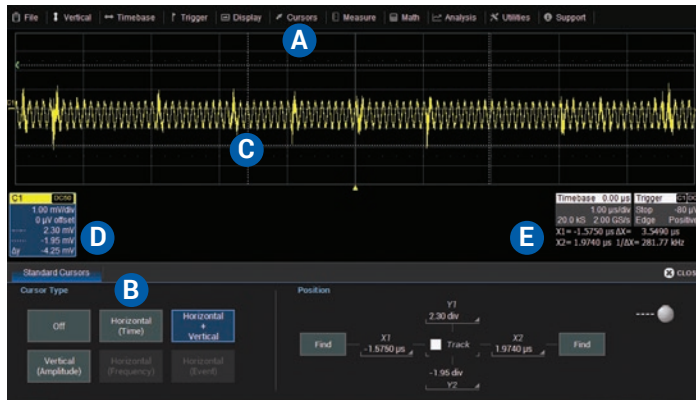 File Vertical Timebase Trigger Display Cursors Measure Math Analysis Utilities Support
A
C1
C
C1 DC50
1.00 mV/div
0 µV offset
2.30 mV
-1.95 mV
Δy -4.25 mV
D
E
Timebase 0.00 µs
1.00 µs/div
20.0 kS 2.00 GS/s
Trigger C1 DC
Stop -80 µV
Edge Positive
X1= -1.5750 µs ΔX= 3.5490 µs
X2= 1.9740 µs 1/ΔX= 281.77 kHz
Standard Cursors
CLOS
Cursor Type
B
Off
Horizontal
(Time)
Horizontal
+
Vertical
Vertical
(Amplitude)
Horizontal
(Frequency)
Horizontal
(Event)
Position
Y1
2.30 div
Find
X1
-1.5750 µs
Track
X2
1.9740 µs
Find
-1.95 div
Y2